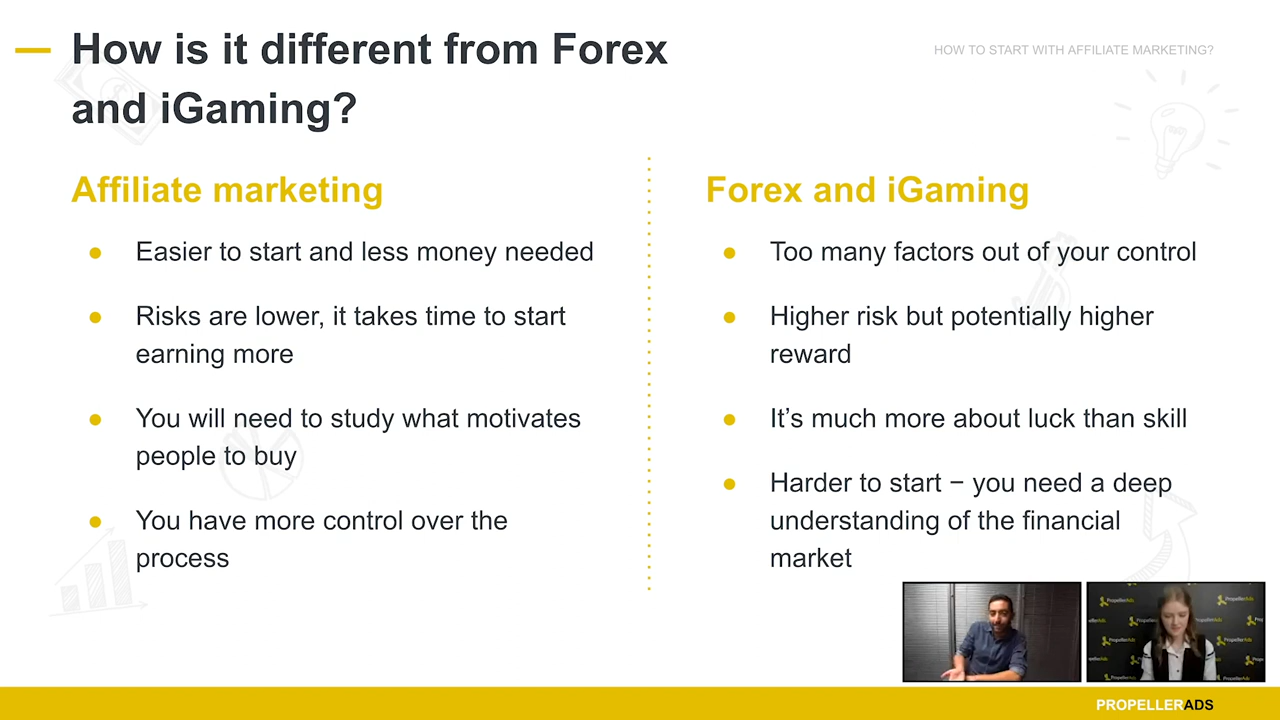 How is it different from Forex
and iGaming?
HOW TO START WITH AFFILIATE MARKETING?
Affiliate marketing
● Easier to start and less money needed
● Risks are lower, it takes time to start
earning more
● You will need to study what motivates
people to buy
● You have more control over the
process
Forex and iGaming
● Too many factors out of your control
● Higher risk but potentially higher
reward
● It’s much more about luck than skill
● Harder to start − you need a deep
understanding of the financial
market
PropellerAds
PROPELLERADS